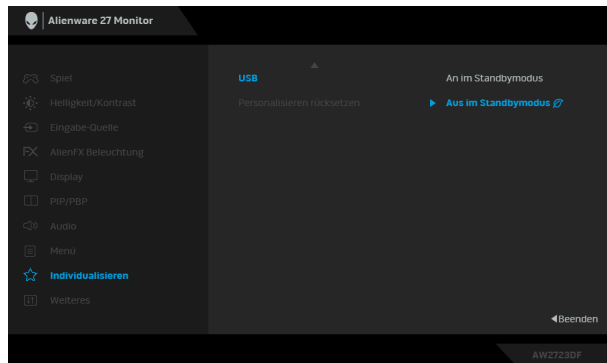 Alienware 27 Monitor
Spiel
Helligkeit/Kontrast
Eingabe-Quelle
AlienFX Beleuchtung
Display
PIP/PBP
Audio
Menü
Individualisieren
Weiteres
USB
Personalisieren rücksetzen
An im Standbymodus
Aus im Standbymodus
Beenden
AW2723DF